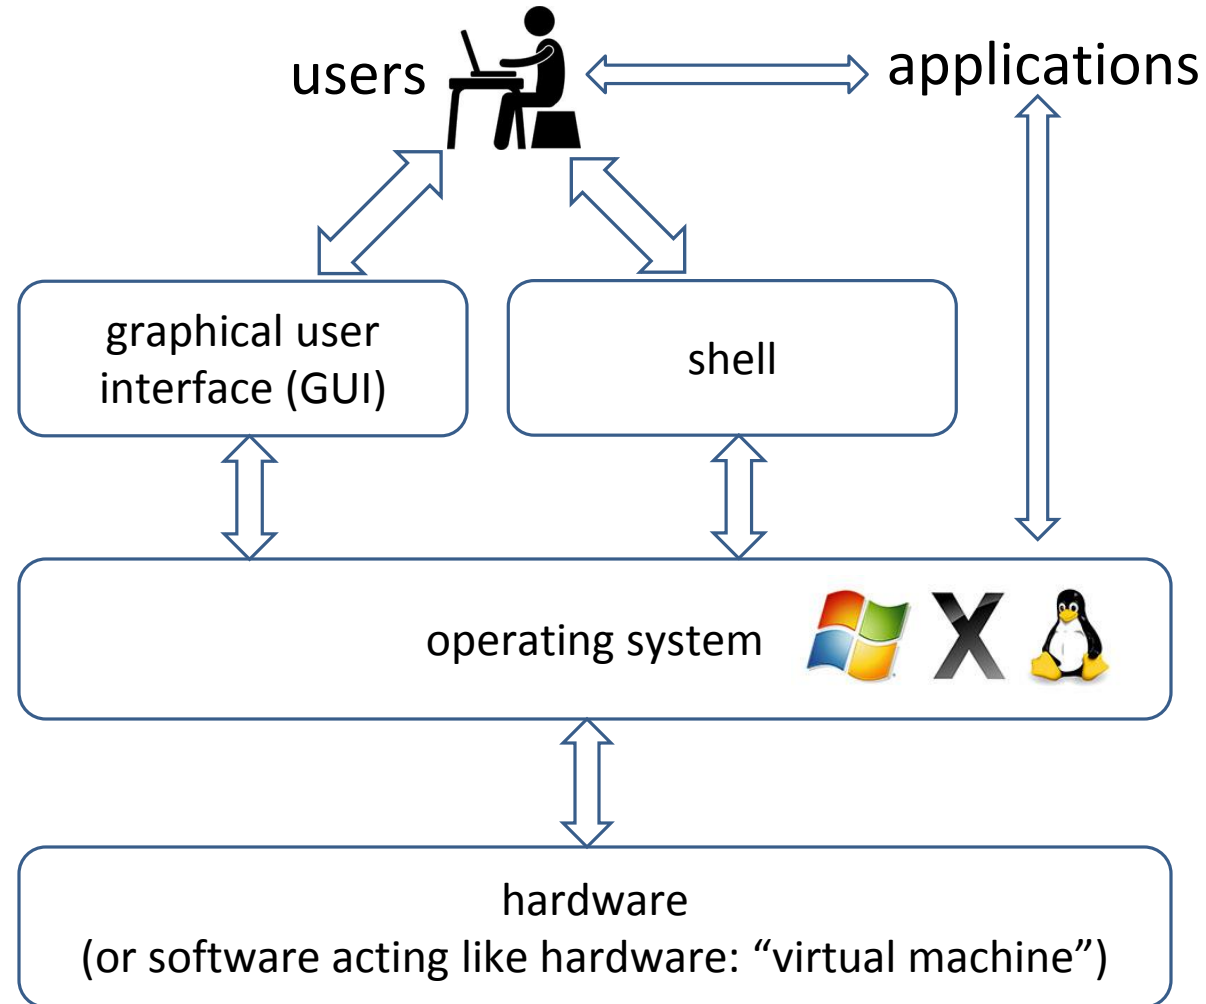 users
applications
graphical user
interface (GUI)
shell
operating system
X
hardware
(or software acting like hardware: “virtual machine”)